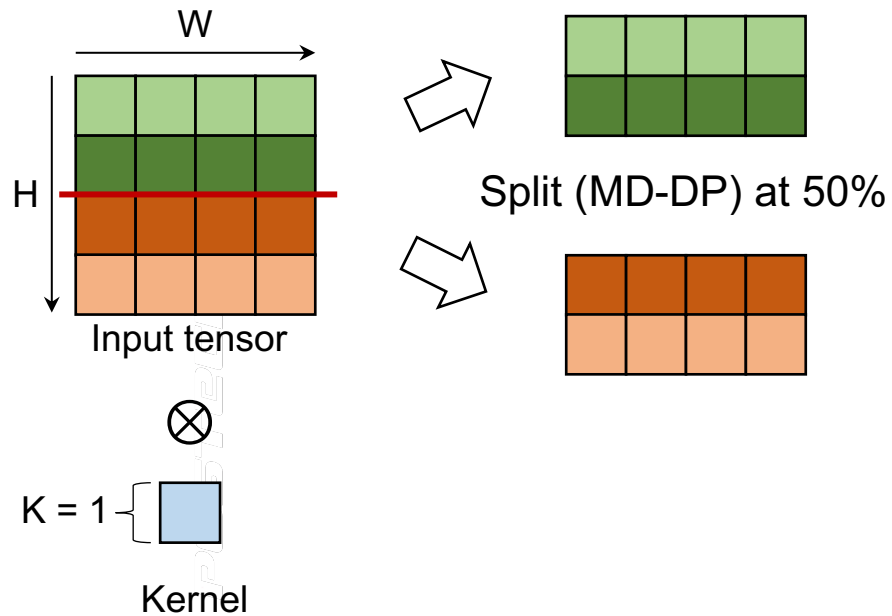 W
H
Split (MD-DP) at 50%
Input tensor
K = 1
Kernel